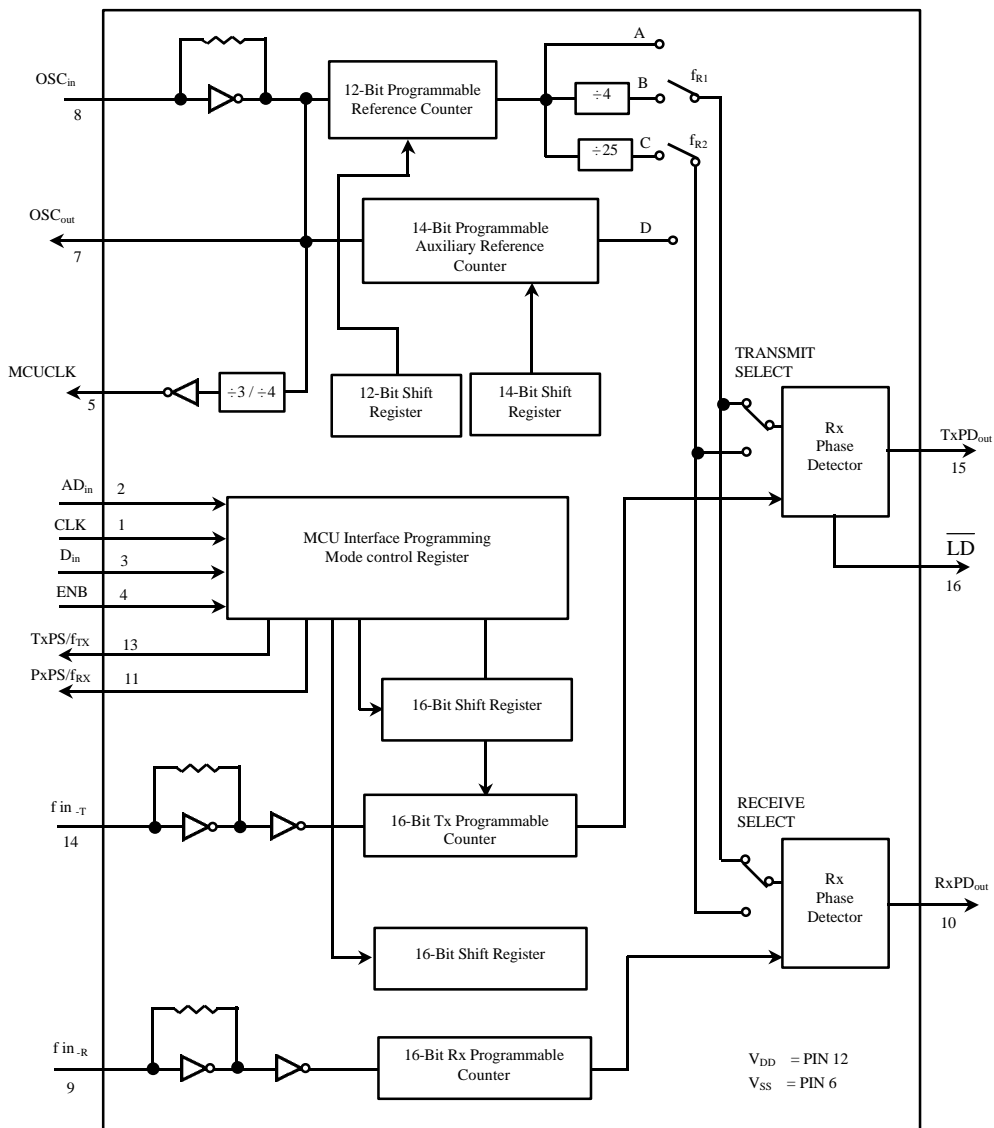 A
OSCin
8
12-Bit Programmable
Reference Counter
÷4
B
fR1
÷25
C
fR2
OSCout
7
14-Bit Programmable
Auxiliary Reference
Counter
D
MCUCLK
5
÷3 / ÷4
12-Bit Shift
Register
14-Bit Shift
Register
TRANSMIT
SELECT
Rx
Phase
Detector
TxPDout
15
LD
16
ADin 2
CLK 1
Din 3
ENB 4
MCU Interface Programming
Mode control Register
TxPS/fTX 13
PxPS/fRX 11
16-Bit Shift Register
f in -T
14
16-Bit Tx Programmable
Counter
RECEIVE
SELECT
Rx
Phase
Detector
RxPDout
10
16-Bit Shift Register
f in -R
9
16-Bit Rx Programmable
Counter
VDD = PIN 12
VSS = PIN 6